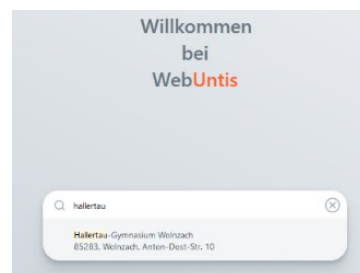 Willkommen
bei
WebUntis
hallertau
Hallertau-Gymnasium Wolnzach
85283, Wolnzach, Anton-Dost-Str. 10